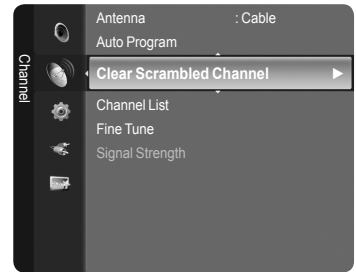 Channel
Antenna : Cable
Auto Program
Clear Scrambled Channel
Channel List
Fine Tune
Signal Strength